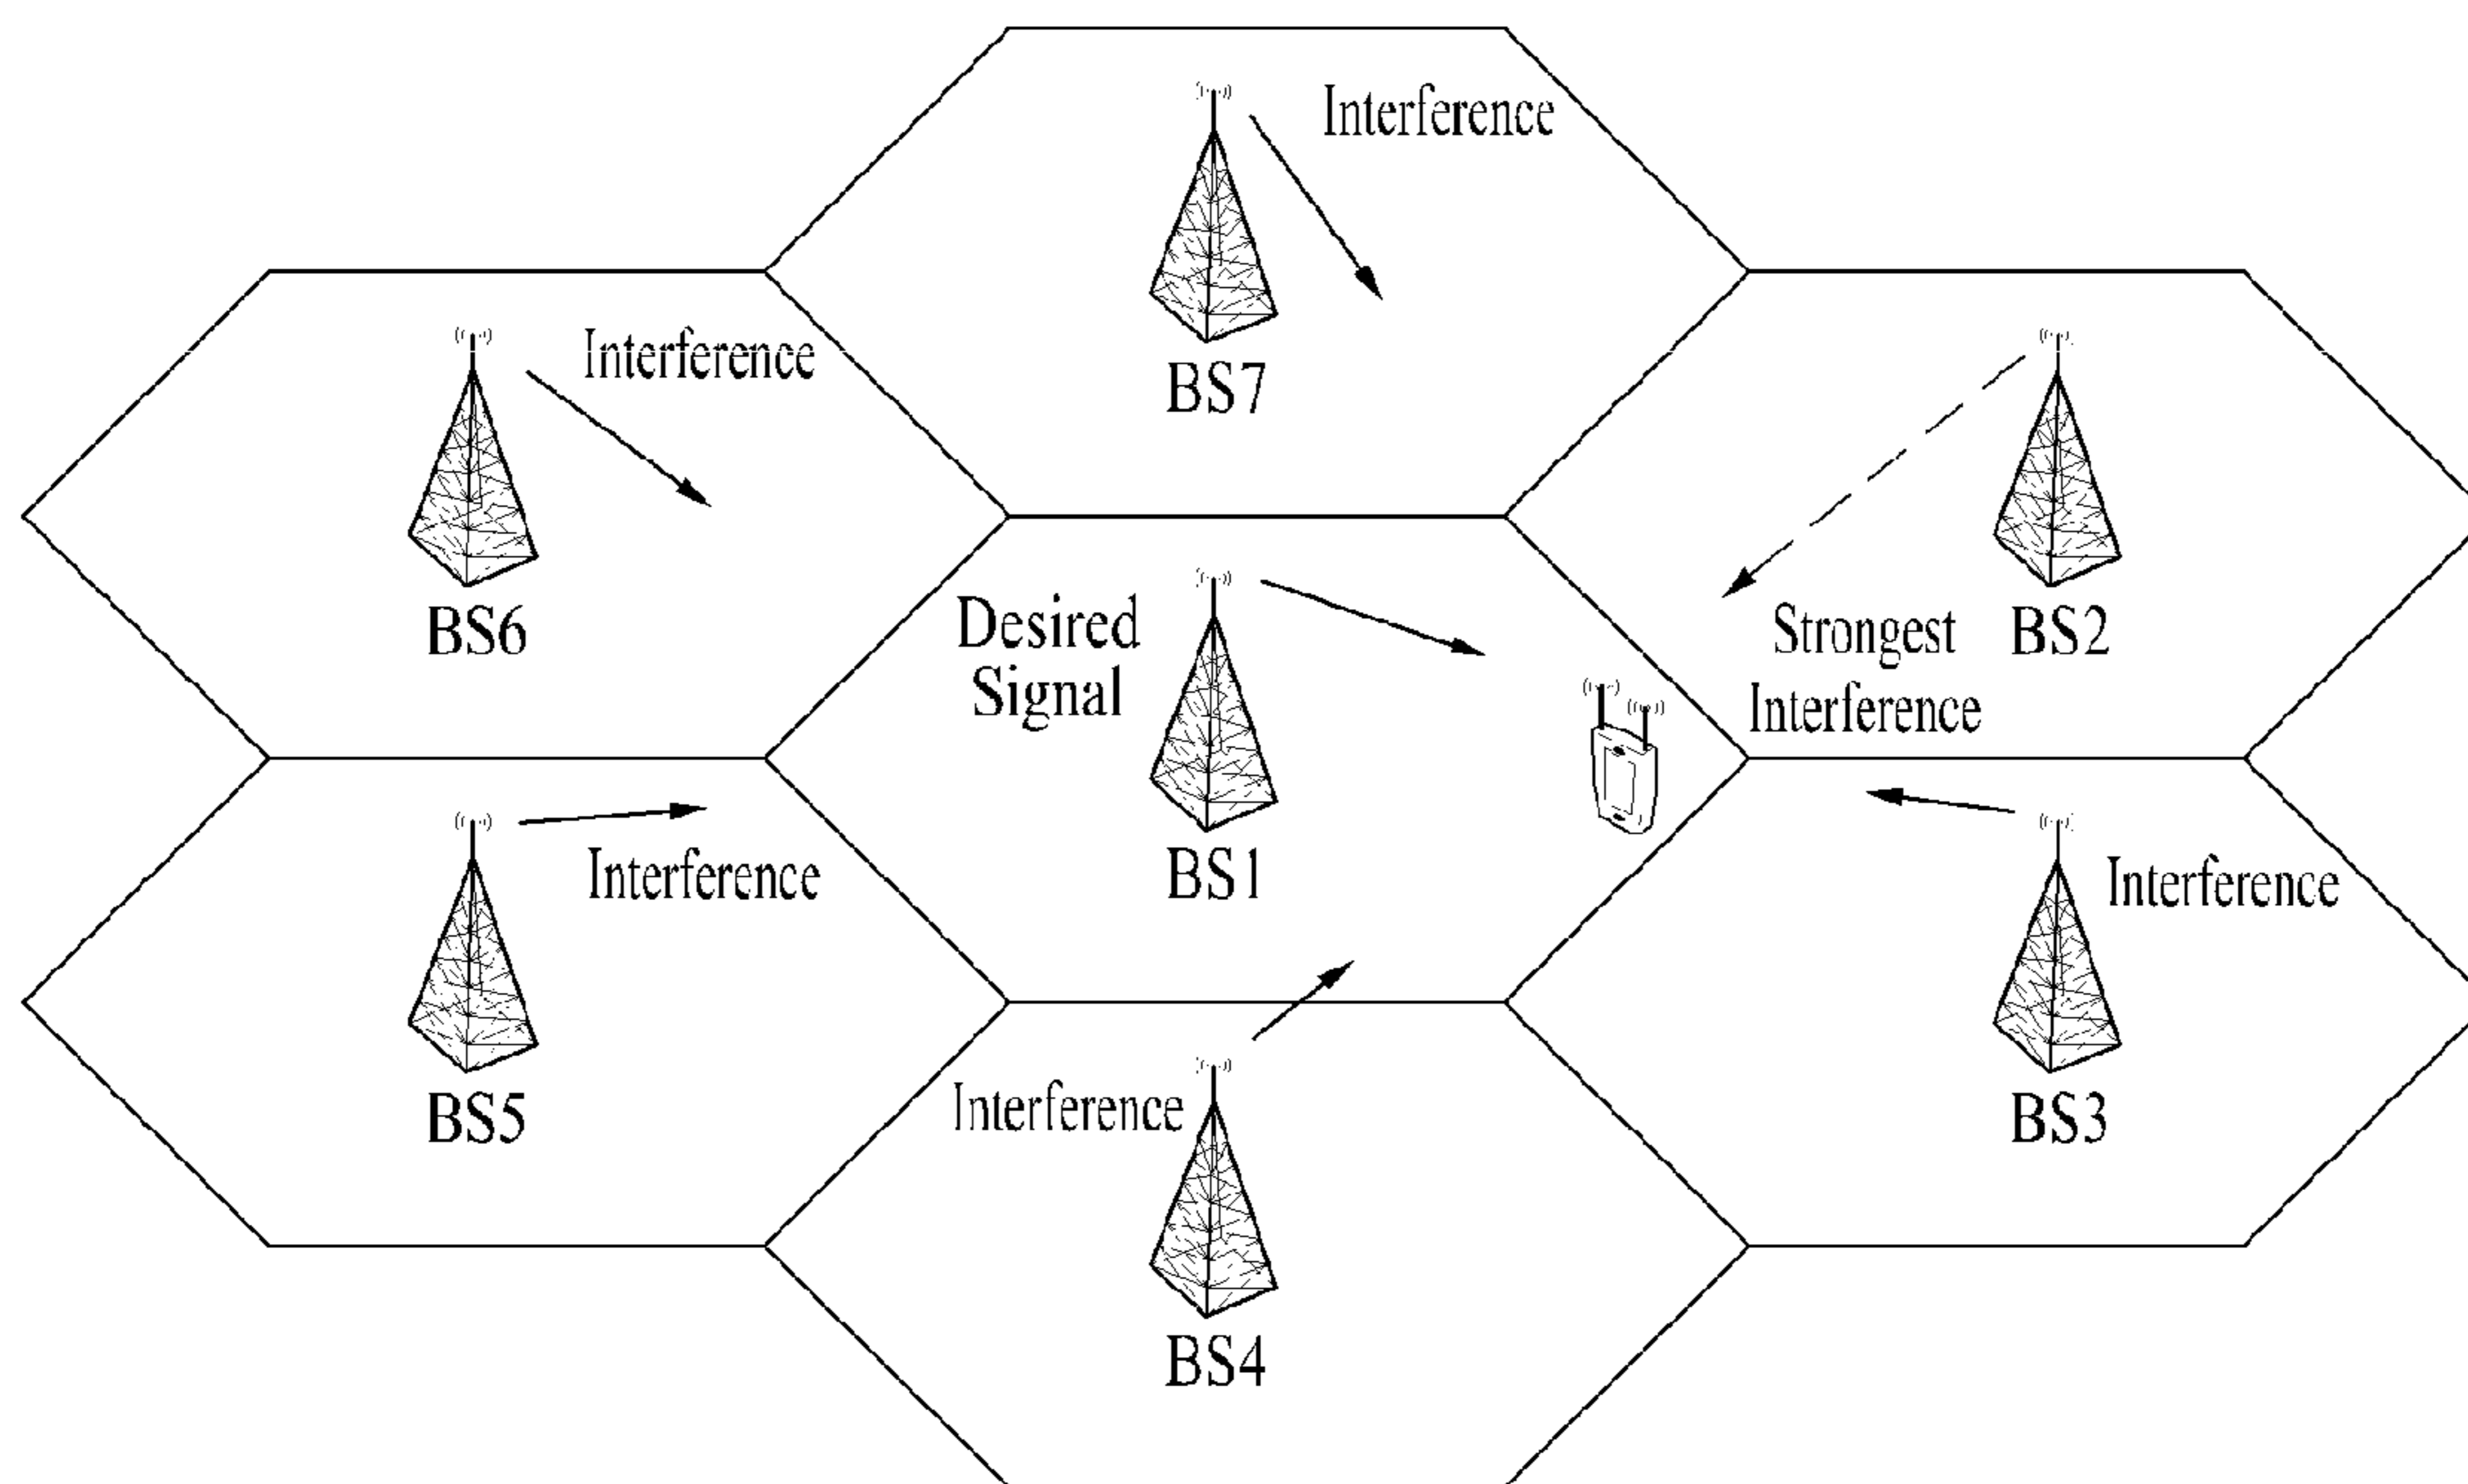 Interference
BS7
Interference
BS6
Desired
Signal
BS1
Strongest
Interference
BS2
Interference
BS5
Interference
BS3
Interference
BS4